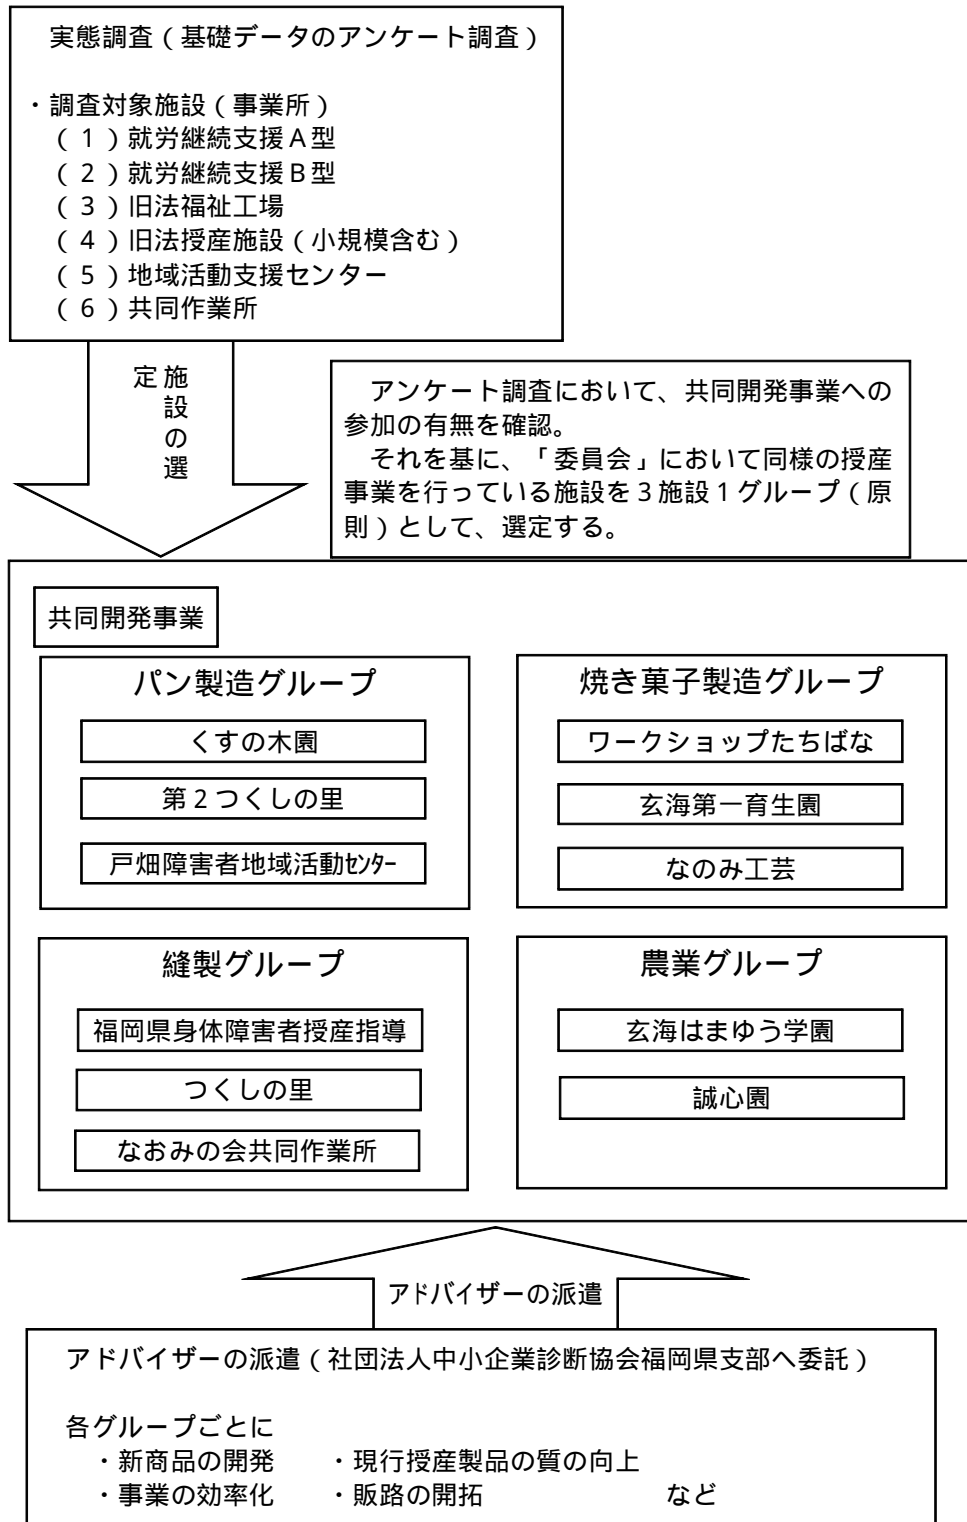 実態調査（基礎データのアンケート調査）
・調査対象施設（事業所）
（１）就労継続支援Ａ型
（２）就労継続支援Ｂ型
（３）旧法福祉工場
（４）旧法授産施設（小規模含む）
（５）地域活動支援センター
（６）共同作業所
施設の選
定
アンケート調査において、共同開発事業への
参加の有無を確認。
それを基に、「委員会」において同様の授産
事業を行っている施設を３施設１グループ（原
則）として、選定する。
共同開発事業
パン製造グループ
くすの木園
第２つくしの里
戸畑障害者地域活動ｾﾝﾀｰ
焼き菓子製造グループ
ワークショップたちばな
玄海第一育生園
なのみ工芸
縫製グループ
福岡県身体障害者授産指導
つくしの里
なおみの会共同作業所
農業グループ
玄海はまゆう学園
誠心園
アドバイザーの派遣
アドバイザーの派遣（社団法人中小企業診断協会福岡県支部へ委託）
各グループごとに
・新商品の開発　　・現行授産製品の質の向上
・事業の効率化　　・販路の開拓　　　　　　　など